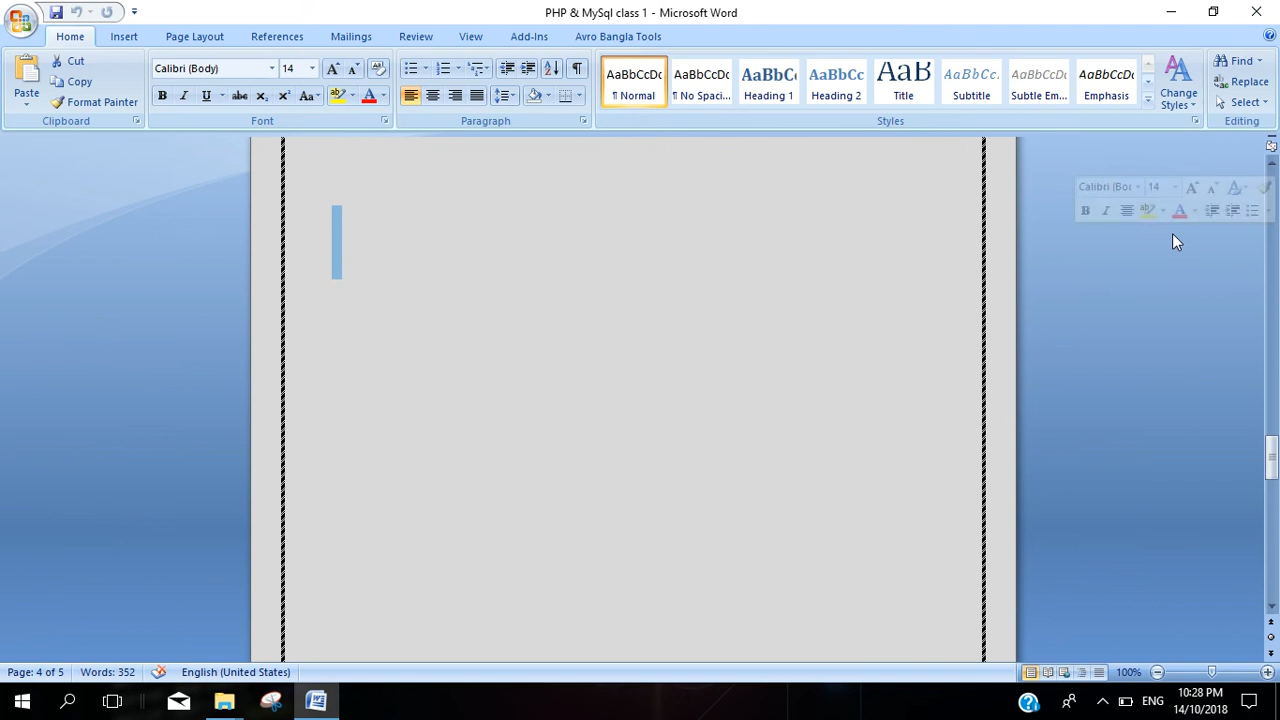 PHP & MySql class 1 - Microsoft Word
Home Insert Page Layout References Mailings Review View Add-Ins Avro Bangla Tools
Paste
Cut
Copy
Format Painter
Clipboard
Calibri (Body) 14
Font
Paragraph
AaBbCcDc AaBbCcDc AaBbCc AaBbCc AaB AaBbCc. AaBbCcDc AaBbCcDc
¶ Normal ¶ No Spaci... Heading 1 Heading 2 Title Subtitle Subtle Em... Emphasis
Change Styles
Styles
Find
Replace
Select
Editing
Calibri (Boc 14
Page: 4 of 5 Words: 352 English (United States) 100%
ENG 10:28 PM
14/10/2018